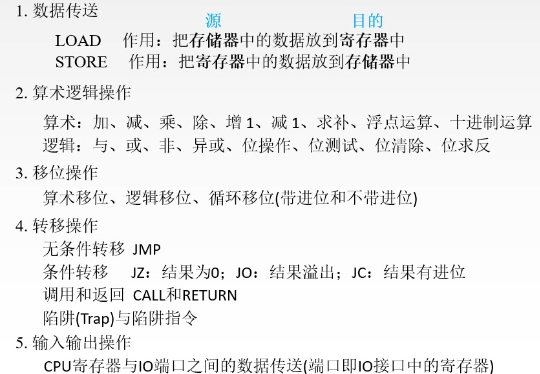 1. 数据传送
源 目的
LOAD 作用：把存储器中的数据放到寄存器中
STORE 作用：把寄存器中的数据放到存储器中
2. 算术逻辑操作
算术：加、减、乘、除、增 1、减 1、求补、浮点运算、十进制运算
逻辑：与、或、非、异或、位操作、位测试、位清除、位求反
3. 移位操作
算术移位、逻辑移位、循环移位(带进位和不带进位)
4. 转移操作
无条件转移 JMP
条件转移 JZ：结果为0；JO：结果溢出；JC：结果有进位
调用和返回 CALL和RETURN
陷阱(Trap)与陷阱指令
5. 输入输出操作
CPU寄存器与IO端口之间的数据传送(端口即IO接口中的寄存器)